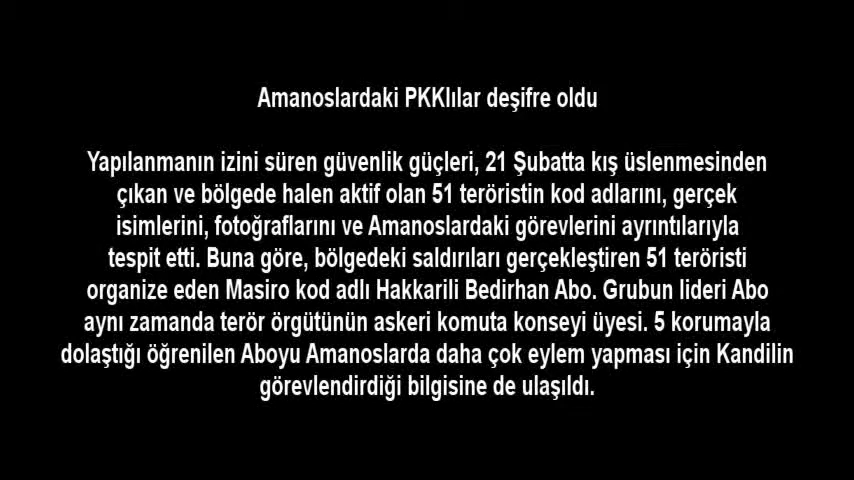 Amanoslardaki PKKlılar deşifre oldu
Yapılanmanın izini süren güvenlik güçleri, 21 Şubatta kış üslenmesinden
çıkan ve bölgede halen aktif olan 51 teröristin kod adlarını, gerçek
isimlerini, fotoğraflarını ve Amanoslardaki görevlerini ayrıntılarıyla
tespit etti. Buna göre, bölgedeki saldırıları gerçekleştiren 51 teröristi
organize eden Masiro kod adlı Hakkarili Bedirhan Abo. Grubun lideri Abo
aynı zamanda terör örgütünün askeri komuta konseyi üyesi. 5 korumayla
dolaştığı öğrenilen Aboyu Amanoslarda daha çok eylem yapması için Kandilin
görevlendirdiği bilgisine de ulaşıldı.